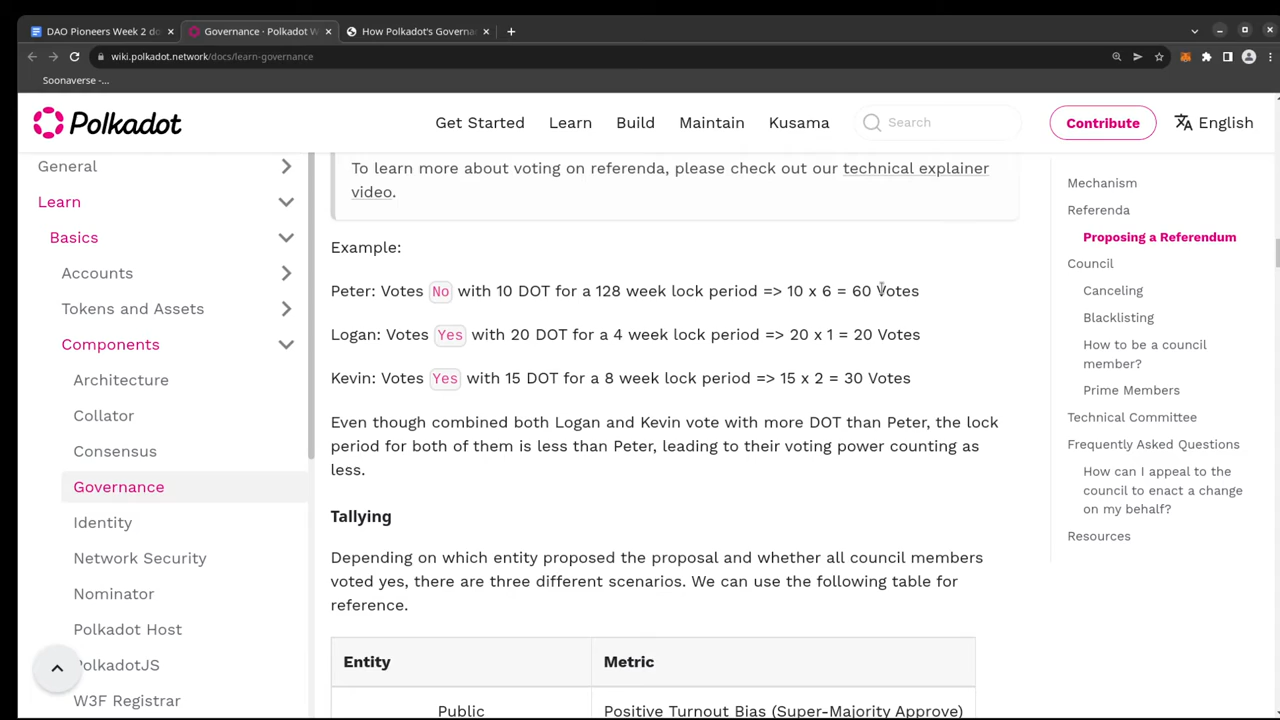 DAO Pioneers Week 2 do
Governance · Polkadot W
How Polkadot's Governa
wiki.polkadot.network/docs/learn-governance
Soonaverse -...
Polkadot
Get Started
Learn
Build
Maintain
Kusama
Search
Contribute
English
General
Learn
Basics
Accounts
Tokens and Assets
Components
Architecture
Collator
Consensus
Governance
Identity
Network Security
Nominator
Polkadot Host
PolkadotJS
W3F Registrar
To learn more about voting on referenda, please check out our technical explainer
video.
Example:
Peter: Votes No with 10 DOT for a 128 week lock period => 10 x 6 = 60 Votes
Logan: Votes Yes with 20 DOT for a 4 week lock period => 20 x 1 = 20 Votes
Kevin: Votes Yes with 15 DOT for a 8 week lock period => 15 x 2 = 30 Votes
Even though combined both Logan and Kevin vote with more DOT than Peter, the lock
period for both of them is less than Peter, leading to their voting power counting as
less.
Tallying
Depending on which entity proposed the proposal and whether all council members
voted yes, there are three different scenarios. We can use the following table for
reference.
Entity
Metric
Public
Positive Turnout Bias (Super-Majority Approve)
Mechanism
Referenda
Proposing a Referendum
Council
Canceling
Blacklisting
How to be a council
member?
Prime Members
Technical Committee
Frequently Asked Questions
How can I appeal to the
council to enact a change
on my behalf?
Resources